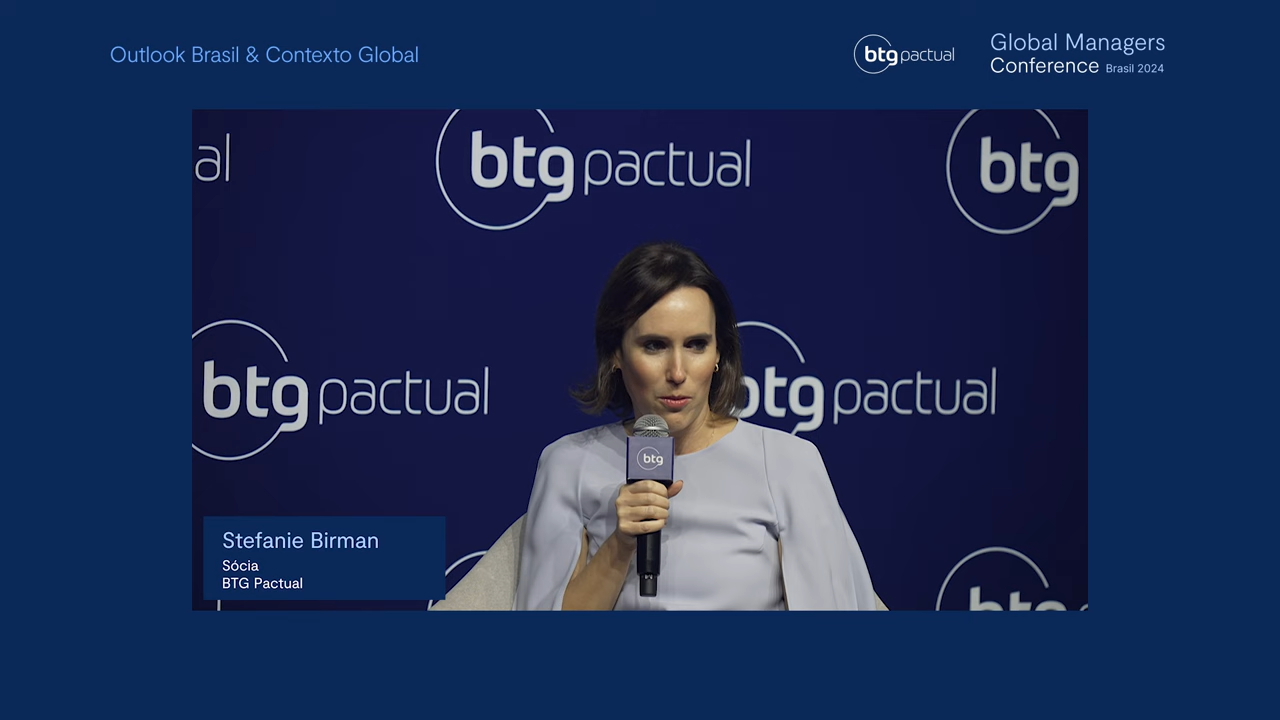 Outlook Brasil & Contexto Global
btg pactual
Global Managers
Conference Brasil 2024
al
btg pactual
btg
btg pactual
btg pactual
btg
Stefanie Birman
Sócia
BTG Pactual
btg